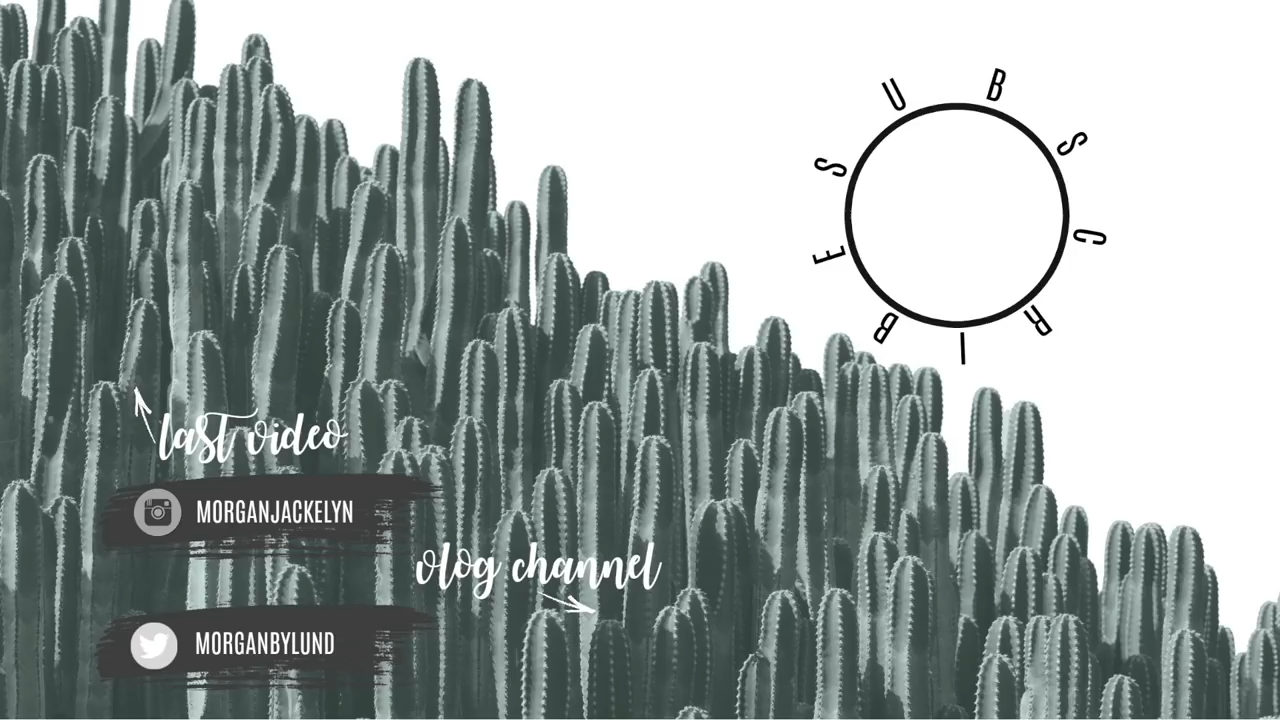 SUBSCRIBE
last video
MORGANJACKELYN
vlog channel
MORGANBYLUND